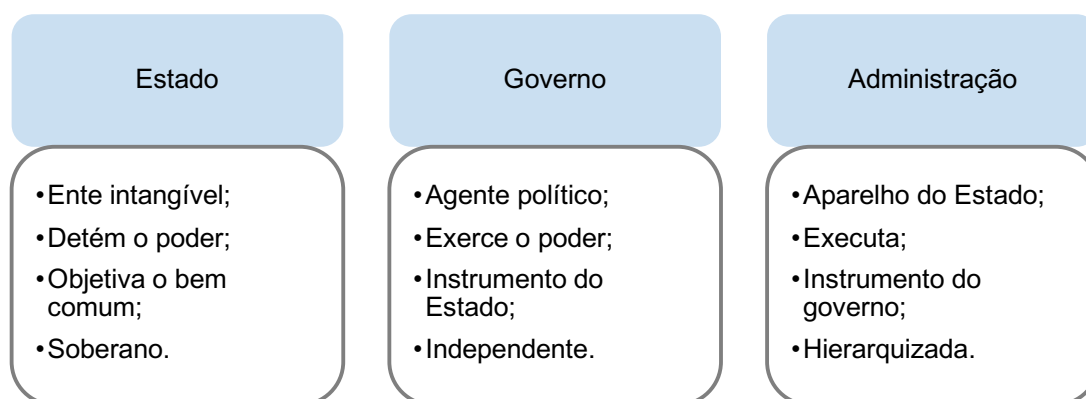 Estado
•Ente intangível;
•Detém o poder;
•Objetiva o bem
comum;
•Soberano.
Governo
•Agente político;
•Exerce o poder;
•Instrumento do
Estado;
•Independente.
Administração
•Aparelho do Estado;
•Executa;
•Instrumento do
governo;
•Hierarquizada.